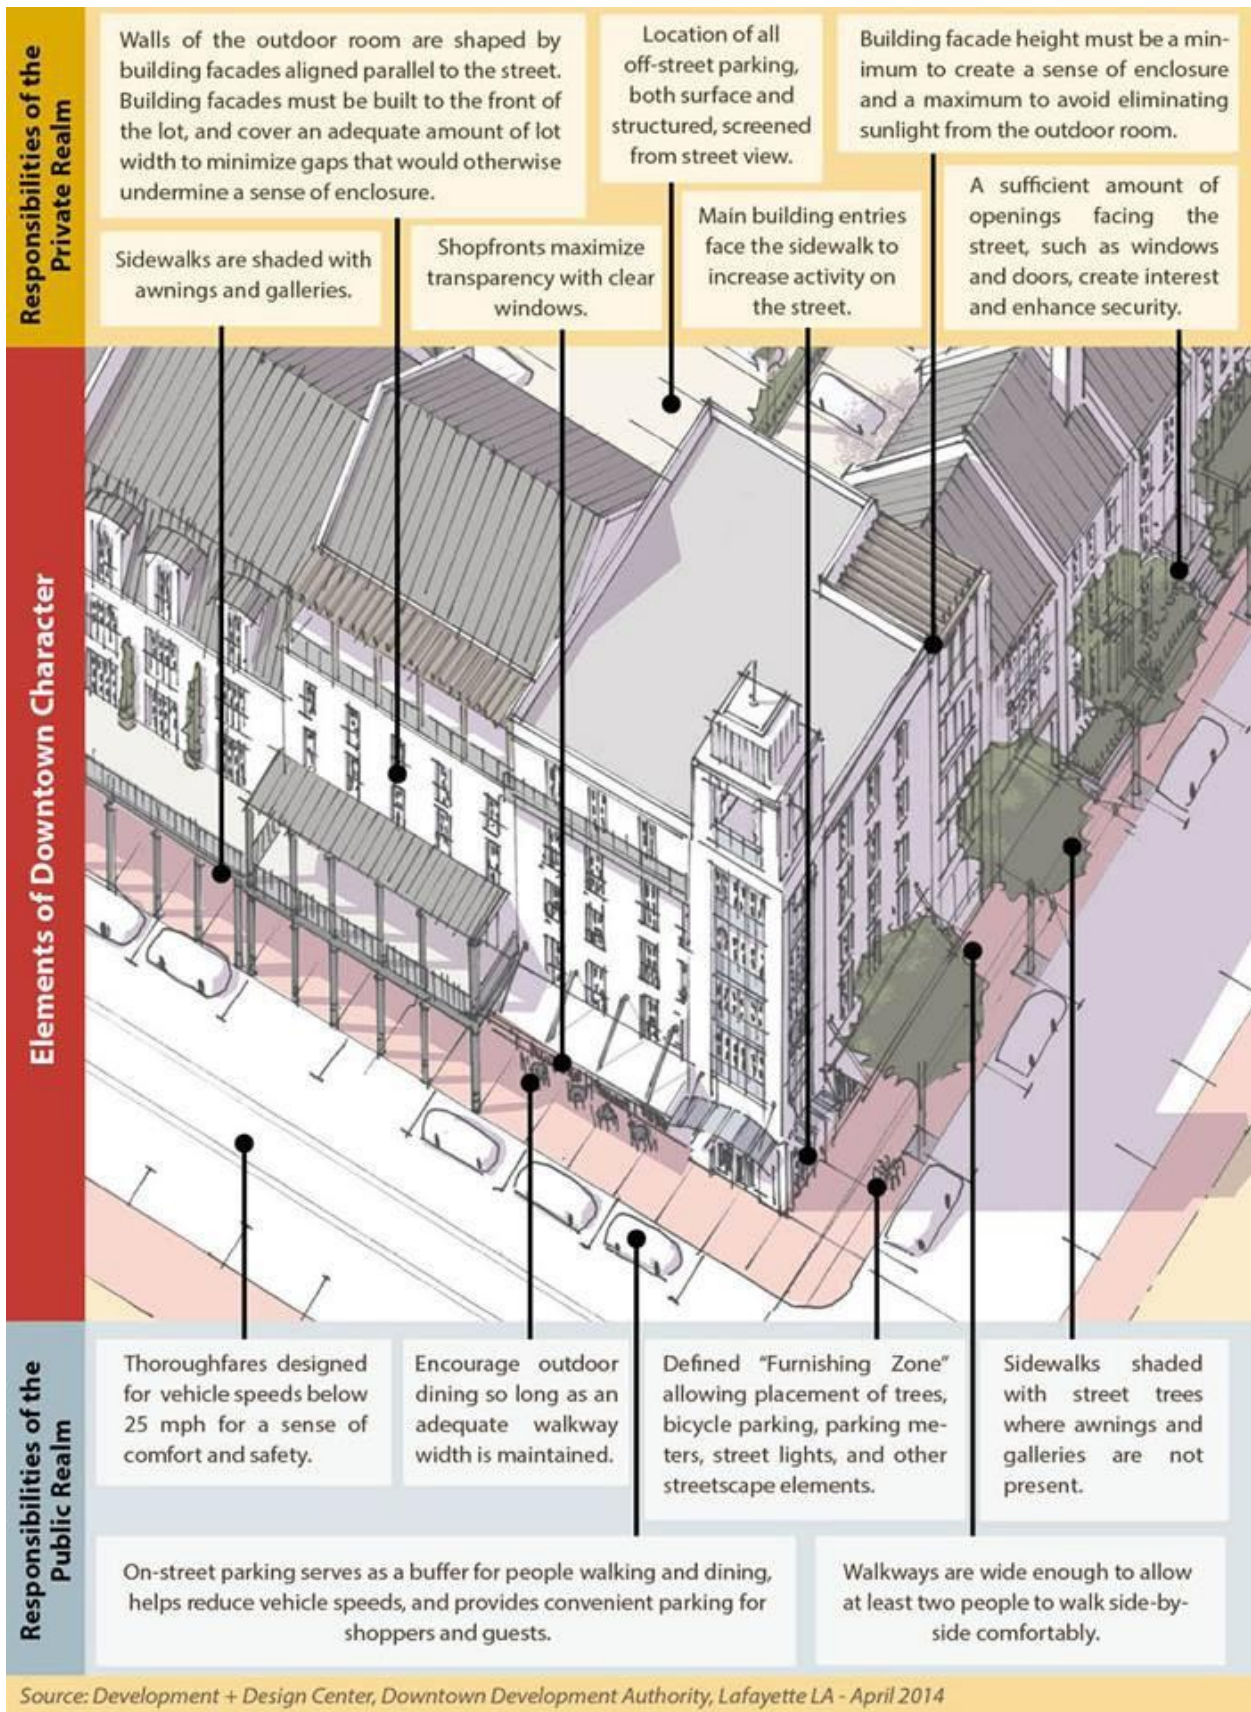 Responsibilities of the
Private Realm
Walls of the outdoor room are shaped by
building facades aligned parallel to the street.
Building facades must be built to the front of
the lot, and cover an adequate amount of lot
width to minimize gaps that would otherwise
undermine a sense of enclosure.
Location of all
off-street parking,
both surface and
structured, screened
from street view.
Building facade height must be a min-
imum to create a sense of enclosure
and a maximum to avoid eliminating
sunlight from the outdoor room.
Sidewalks are shaded with
awnings and galleries.
Shopfronts maximize
transparency with clear
windows.
Main building entries
face the sidewalk to
increase activity on
the street.
A sufficient amount of
openings facing the
street, such as windows
and doors, create interest
and enhance security.
Elements of Downtown Character
Responsibilities of the
Public Realm
Thoroughfares designed
for vehicle speeds below
25 mph for a sense of
comfort and safety.
Encourage outdoor
dining so long as an
adequate walkway
width is maintained.
Defined "Furnishing Zone"
allowing placement of trees,
bicycle parking, parking me-
ters, street lights, and other
streetscape elements.
Sidewalks shaded
with street trees
where awnings and
galleries are not
present.
On-street parking serves as a buffer for people walking and dining,
helps reduce vehicle speeds, and provides convenient parking for
shoppers and guests.
Walkways are wide enough to allow
at least two people to walk side-by-
side comfortably.
Source: Development + Design Center, Downtown Development Authority, Lafayette LA - April 2014